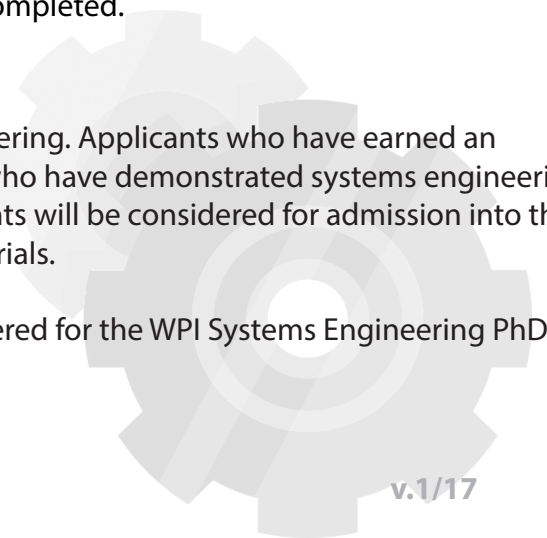 ompleted.
ering. Applicants who have earned an
who have demonstrated systems engineeri
nts will be considered for admission into th
rials.
ered for the WPI Systems Engineering PhD
v.1/17